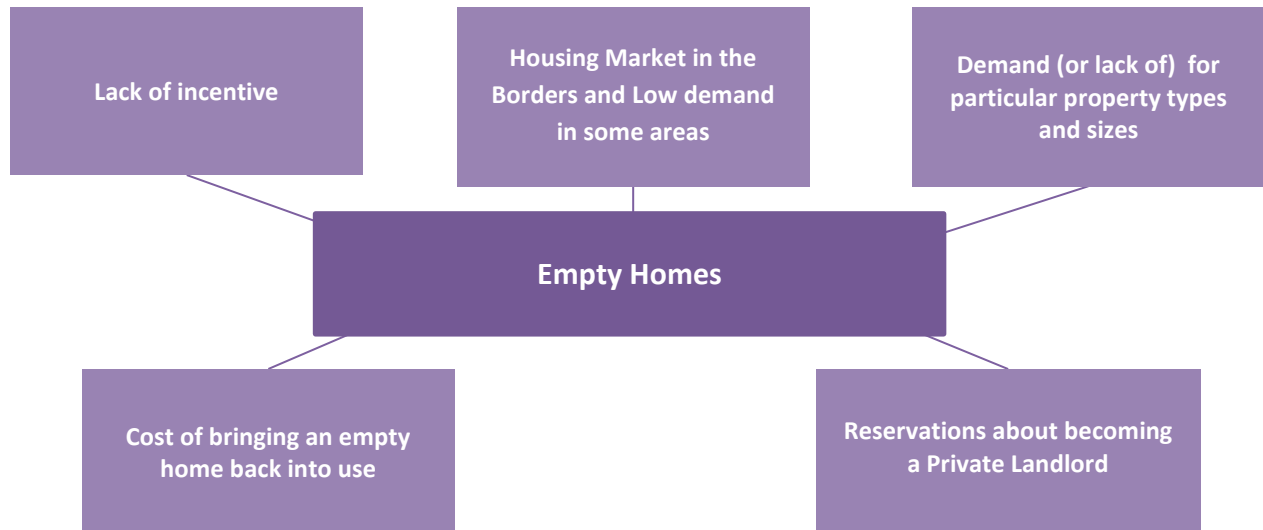 Lack of incentive
Housing Market in the
Borders and Low demand
in some areas
Demand (or lack of) for
particular property types
and sizes
Empty Homes
Cost of bringing an empty
home back into use
Reservations about becoming
a Private Landlord